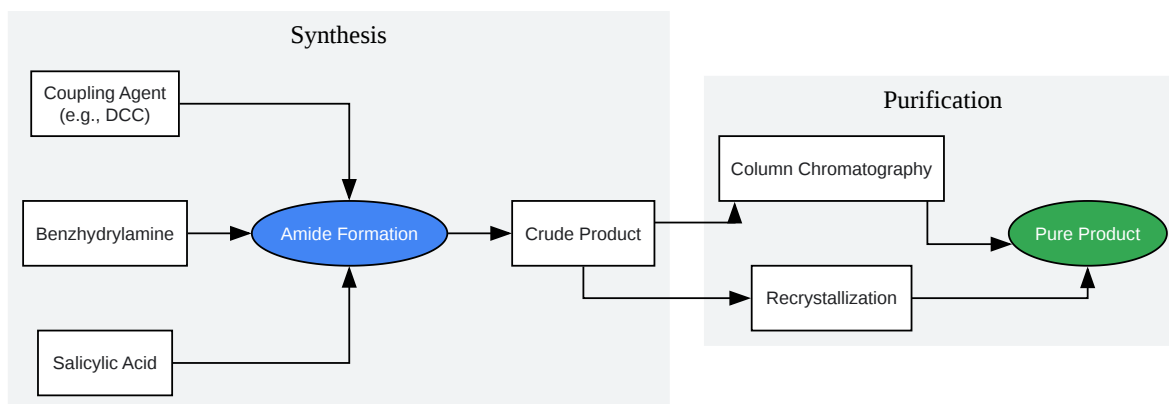 Synthesis
Coupling Agent
(e.g., DCC)
Benzhydrylamine
Amide Formation
Salicylic Acid
Crude Product
Purification
Column Chromatography
Recrystallization
Pure Product